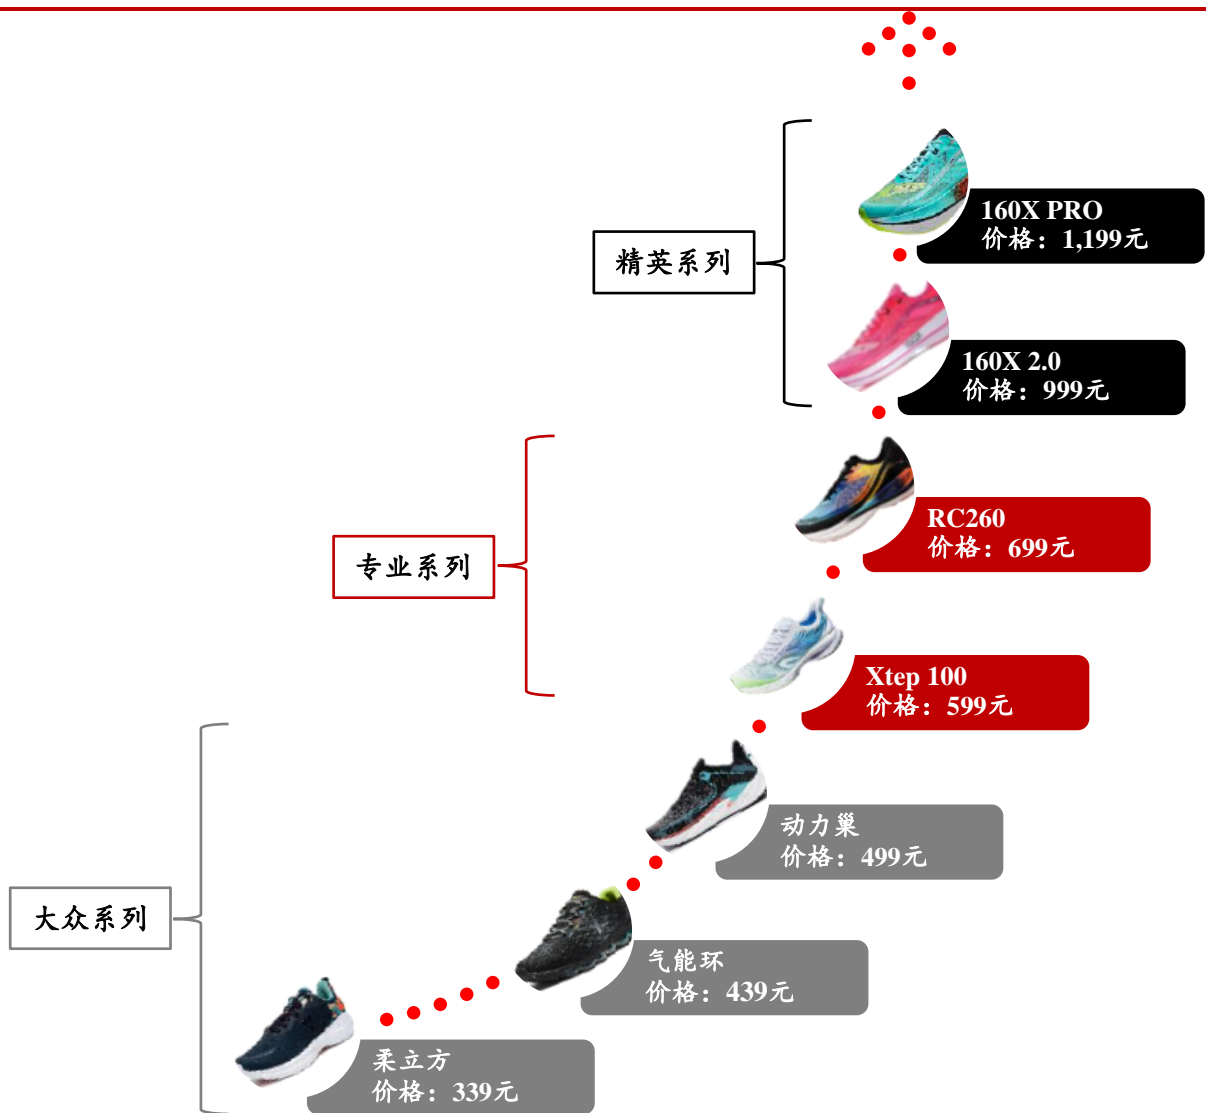 160X PRO
价格：1,199元
精英系列
160X 2.0
价格：999元
RC260
价格：699元
专业系列
Xtep 100
价格：599元
动力巢
价格：499元
大众系列
气能环
价格：439元
柔立方
价格：339元